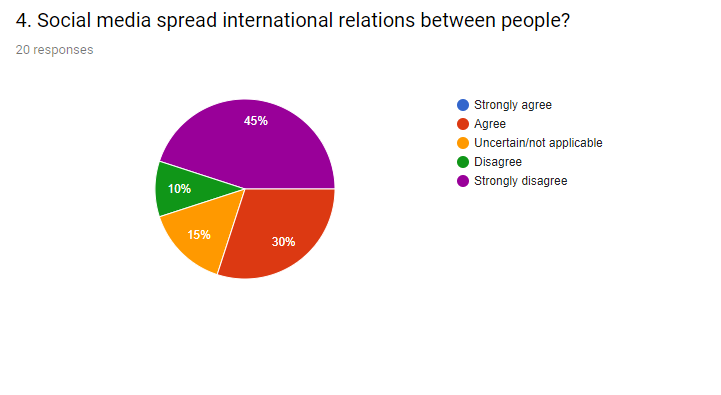 4. Social media spread international relations between people?
20 responses
45%
10%
15%
30%
Strongly agree
Agree
Uncertain/not applicable
Disagree
Strongly disagree